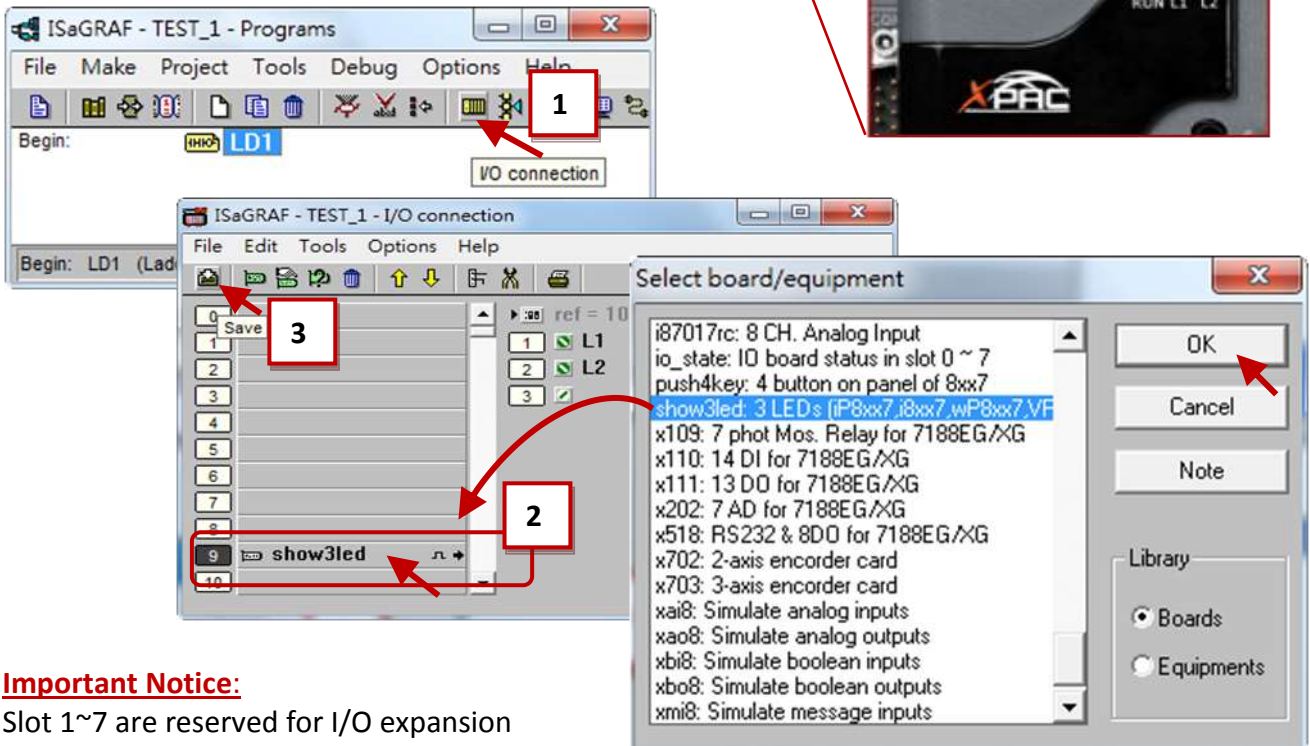 RUN L1 L2
XPAC
ISaGRAF - TEST_1 - Programs
File Make Project Tools Debug Options Help
1
Begin: LD1
I/O connection
Begin: LD1
ISaGRAF - TEST_1 - I/O connection
File Edit Tools Options Help
Save
3
0
1
2
3
4
5
6
7
8
9 show3led
10
ref = 10
1 L1
2 L2
3
2
Select board/equipment
i87017rc: 8 CH. Analog Input
io_state: IO board status in slot 0 ~ 7
push4key: 4 button on panel of 8xx7
show3led: 3 LEDs (iP8xx7,i8xx7,wP8xx7,VP
x109: 7 phot Mos. Relay for 7188EG/XG
x110: 14 DI for 7188EG/XG
x111: 13 DO for 7188EG/XG
x202: 7 AD for 7188EG/XG
x518: RS232 & 8DO for 7188EG/XG
x702: 2-axis encorder card
x703: 3-axis encorder card
xai8: Simulate analog inputs
xao8: Simulate analog outputs
xbi8: Simulate boolean inputs
xbo8: Simulate boolean outputs
xmi8: Simulate message inputs
OK
Cancel
Note
Library
Boards
Equipments
Important Notice:
Slot 1~7 are reserved for I/O expansion